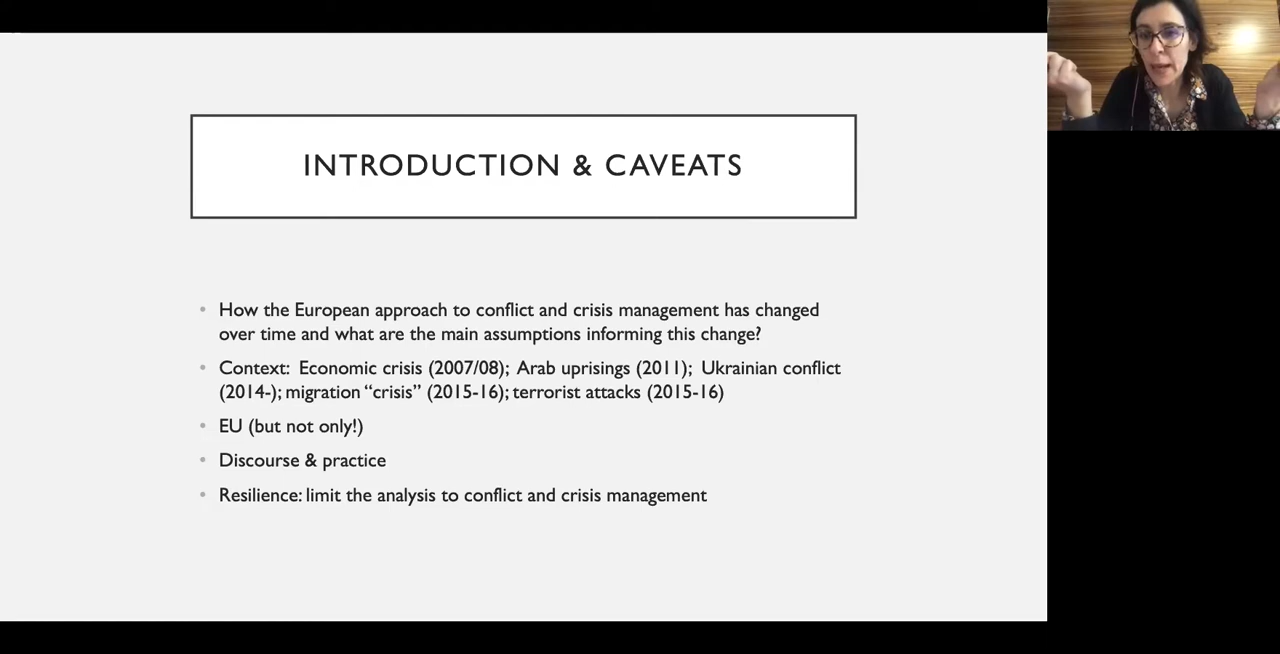 INTRODUCTION & CAVEATS
• How the European approach to conflict and crisis management has changed
over time and what are the main assumptions informing this change?
• Context: Economic crisis (2007/08); Arab uprisings (2011); Ukrainian conflict
(2014-); migration “crisis” (2015-16); terrorist attacks (2015-16)
• EU (but not only!)
• Discourse & practice
• Resilience: limit the analysis to conflict and crisis management